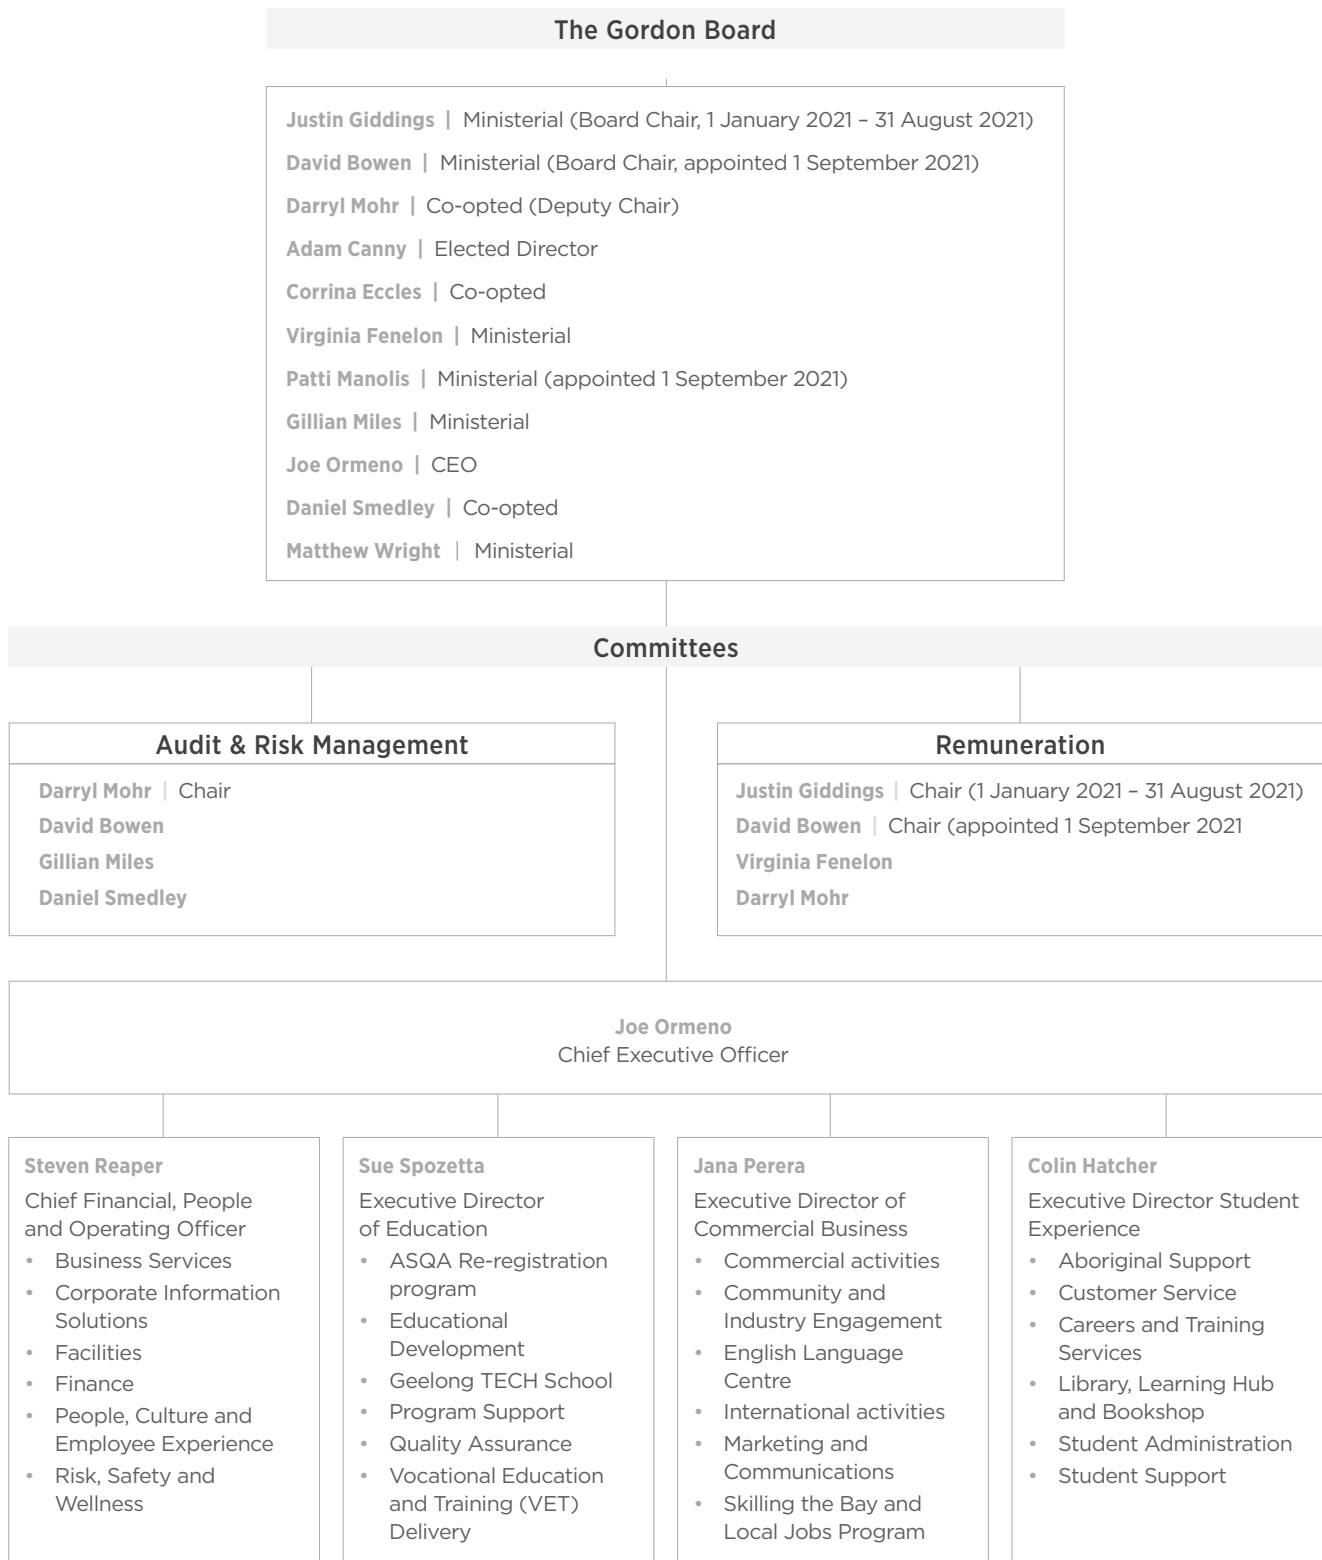 The Gordon Board
Justin Giddings | Ministerial (Board Chair, 1 January 2021 – 31 August 2021)
David Bowen | Ministerial (Board Chair, appointed 1 September 2021)
Darryl Mohr | Co-opted (Deputy Chair)
Adam Canny | Elected Director
Corrina Eccles | Co-opted
Virginia Fenelon | Ministerial
Patti Manolis | Ministerial (appointed 1 September 2021)
Gillian Miles | Ministerial
Joe Ormeno | CEO
Daniel Smedley | Co-opted
Matthew Wright | Ministerial
Committees
Audit & Risk Management
Darryl Mohr | Chair
David Bowen
Gillian Miles
Daniel Smedley
Remuneration
Justin Giddings | Chair (1 January 2021 – 31 August 2021)
David Bowen | Chair (appointed 1 September 2021
Virginia Fenelon
Darryl Mohr
Joe Ormeno
Chief Executive Officer
Steven Reaper
Chief Financial, People
and Operating Officer
• Business Services
• Corporate Information
Solutions
• Facilities
• Finance
• People, Culture and
Employee Experience
• Risk, Safety and
Wellness
Sue Spozetta
Executive Director
of Education
• ASQA Re-registration
program
• Educational
Development
• Geelong TECH School
• Program Support
• Quality Assurance
• Vocational Education
and Training (VET)
Delivery
Jana Perera
Executive Director of
Commercial Business
• Commercial activities
• Community and
Industry Engagement
• English Language
Centre
• International activities
• Marketing and
Communications
• Skilling the Bay and
Local Jobs Program
Colin Hatcher
Executive Director Student
Experience
• Aboriginal Support
• Customer Service
• Careers and Training
Services
• Library, Learning Hub
and Bookshop
• Student Administration
• Student Support